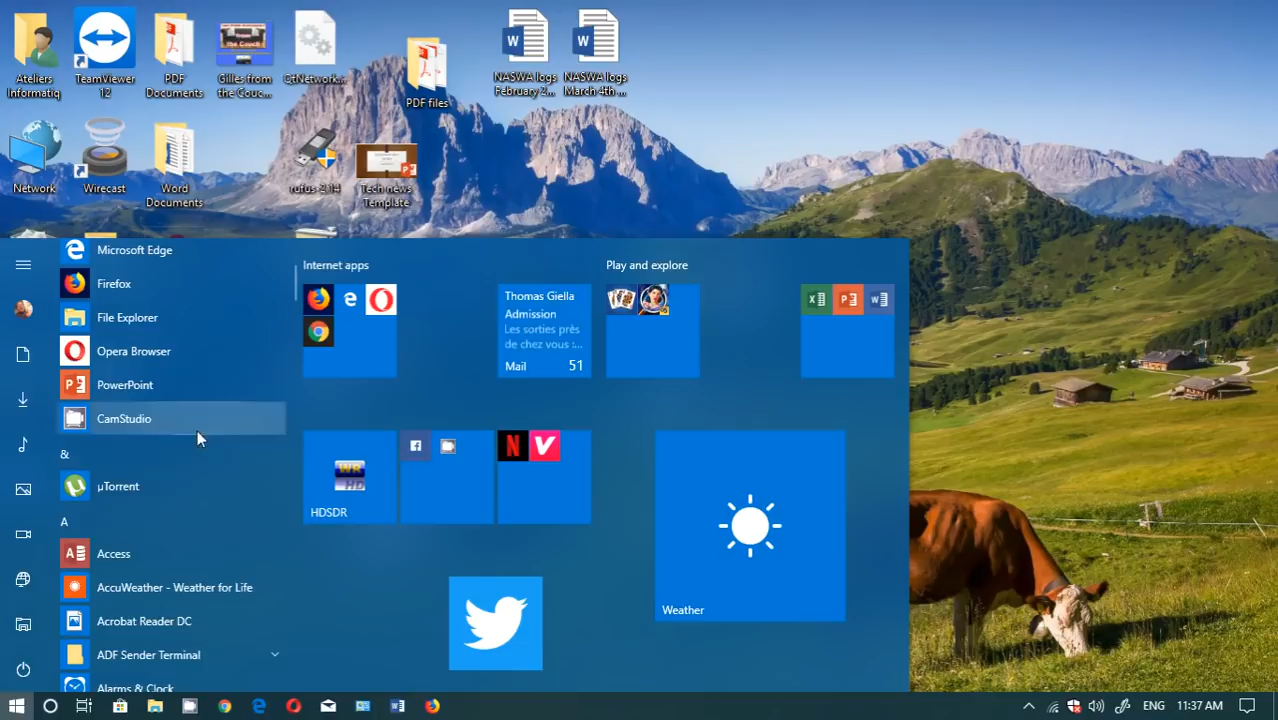 Ateliers
Informatiq
TeamViewer
12
PDF
Documents
Gilles from
the Couc...
QtNetwork...
PDF files
NASWA logs
February 2...
NASWA logs
March 4th ...
Network
Wirecast
Word
Documents
rufus-2.14
Tech news
Template
Microsoft Edge
Firefox
File Explorer
Opera Browser
PowerPoint
CamStudio
&
µTorrent
A
Access
AccuWeather - Weather for Life
Acrobat Reader DC
ADF Sender Terminal
Alarms & Clock
Internet apps
Thomas Giella
Admission
Les sorties près
de chez vous :...
Mail 51
Play and explore
HDSDR
Weather
ENG
11:37 AM